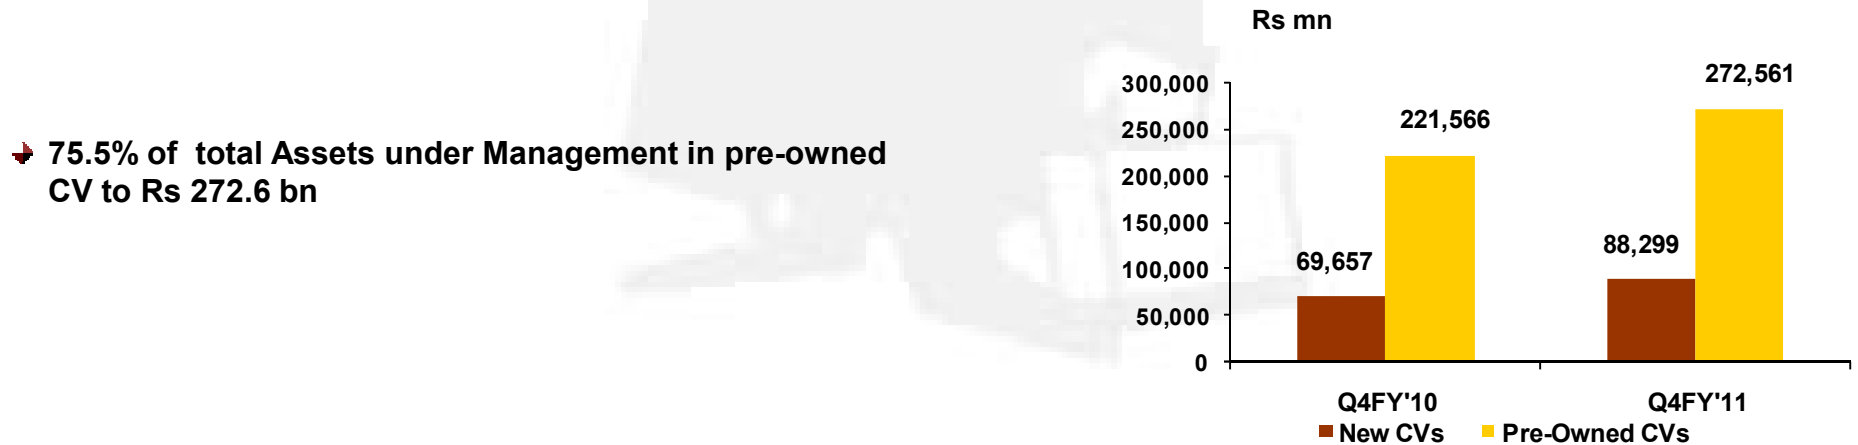 75.5% of total Assets under Management in pre-owned
CV to Rs 272.6 bn
Rs mn
300,000
250,000
200,000
150,000
100,000
50,000
0
69,657
221,566
88,299
272,561
Q4FY'10
Q4FY'11
New CVs
Pre-Owned CVs